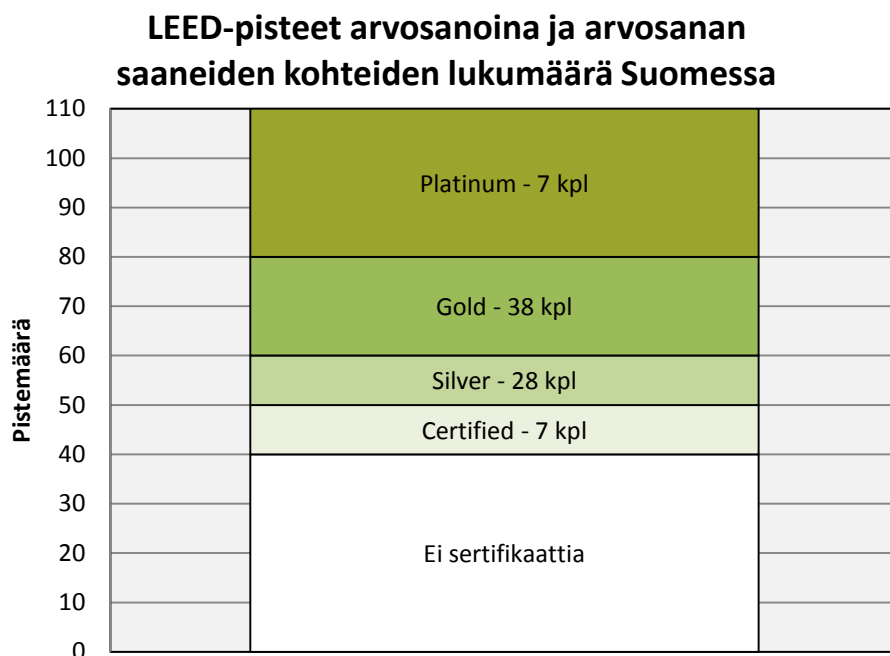 LEED-pisteet arvosanoina ja arvosanan
saaneiden kohteiden lukumäärä Suomessa
Pistemäärä
110
100
90
80
70
60
50
40
30
20
10
0
Platinum - 7 kpl
Gold - 38 kpl
Silver - 28 kpl
Certified - 7 kpl
Ei sertifikaattia